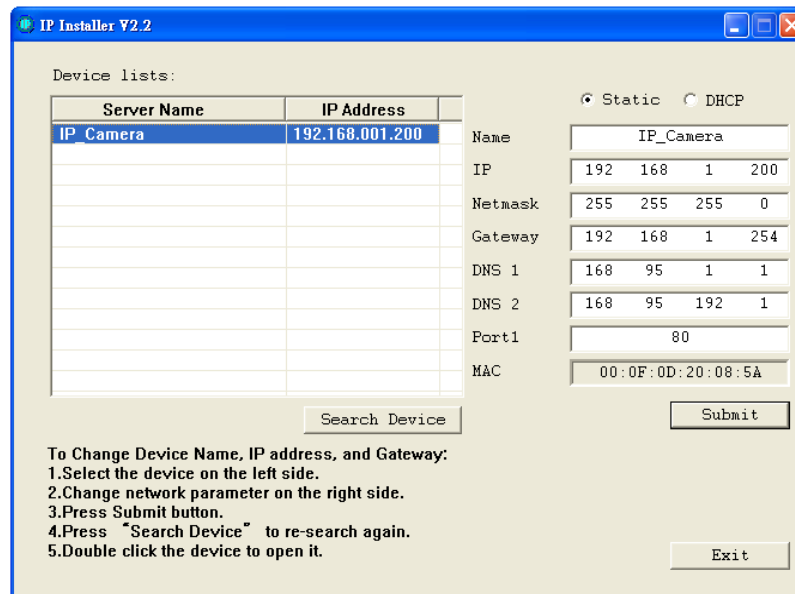 IP Installer V2.2
Device lists:
Server Name IP Address
IP_Camera 192.168.001.200
Search Device
To Change Device Name, IP address, and Gateway:
1.Select the device on the left side.
2.Change network parameter on the right side.
3.Press Submit button.
4.Press “Search Device” to re-search again.
5.Double click the device to open it.
Static DHCP
Name IP_Camera
IP 192 168 1 200
Netmask 255 255 255 0
Gateway 192 168 1 254
DNS 1 168 95 1 1
DNS 2 168 95 192 1
Port1 80
MAC 00:0F:0D:20:08:5A
Submit
Exit